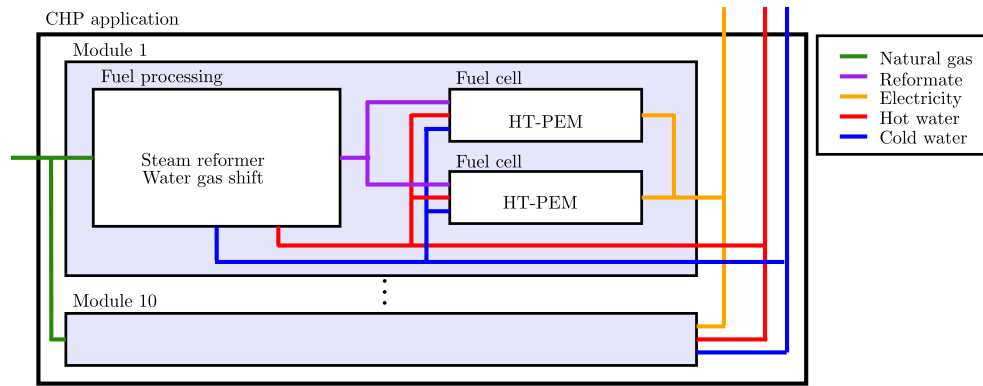 CHP application
Module 1
Fuel processing
Steam reformer
Water gas shift
Fuel cell
HT-PEM
Fuel cell
HT-PEM
Module 10
Natural gas
Reformate
Electricity
Hot water
Cold water